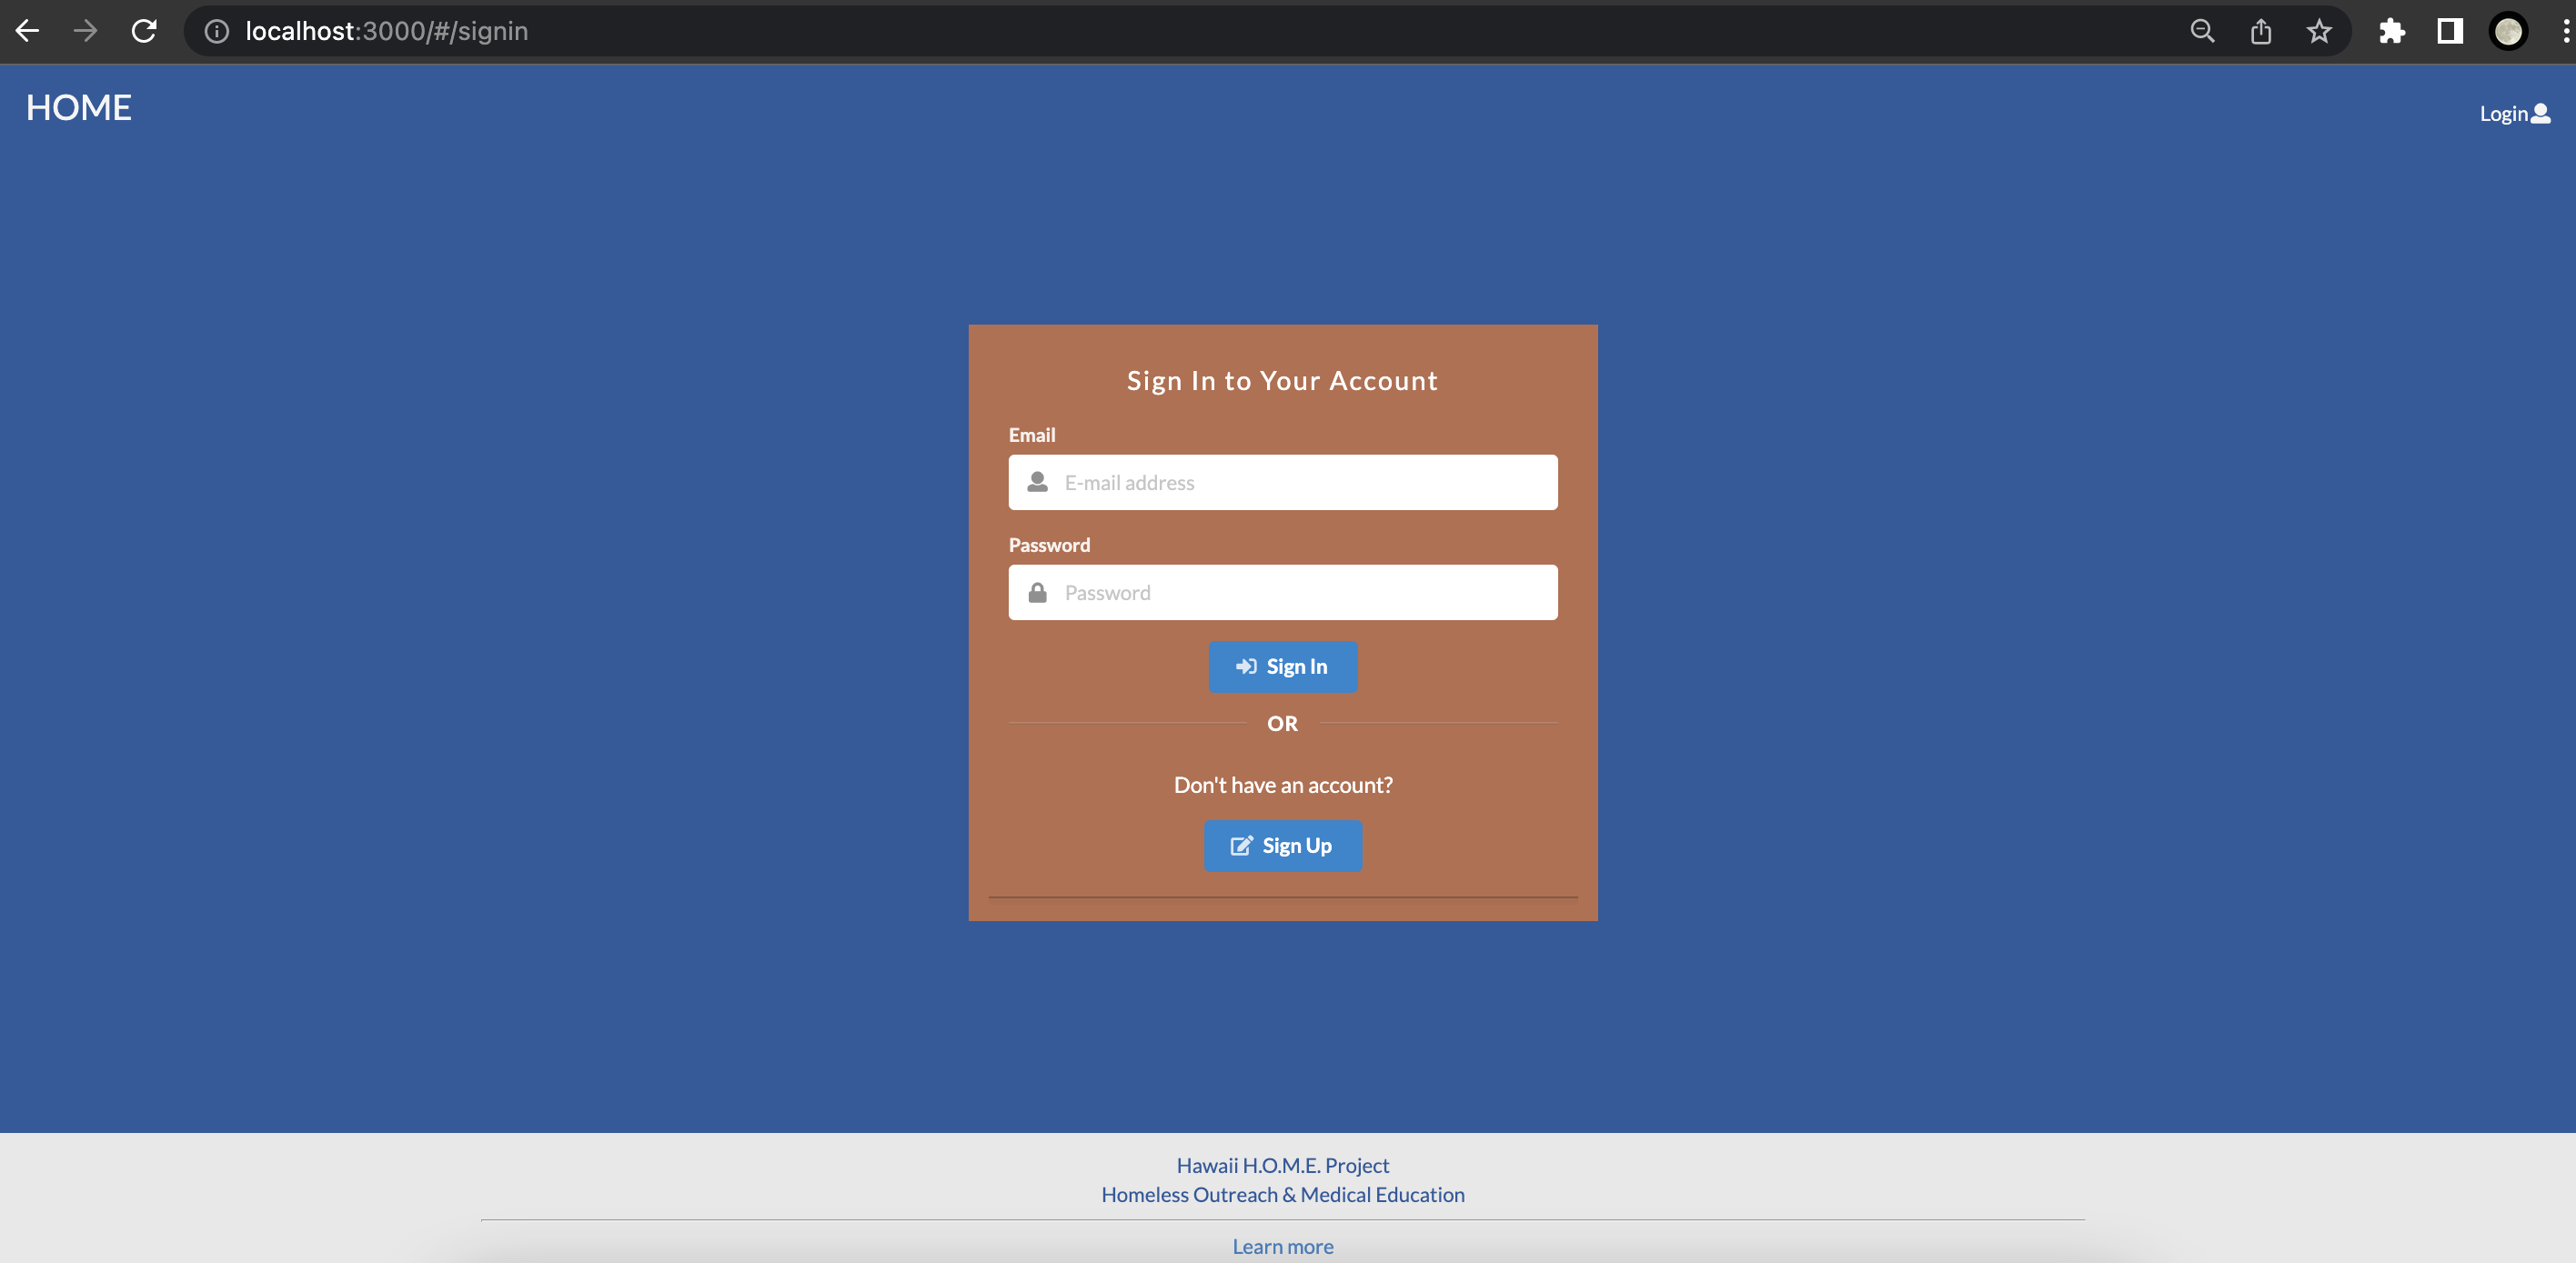 localhost:3000/#/signin
HOME
Login
Sign In to Your Account
Email
E-mail address
Password
Password
Sign In
OR
Don't have an account?
Sign Up
Hawaii H.O.M.E. Project
Homeless Outreach & Medical Education
Learn more